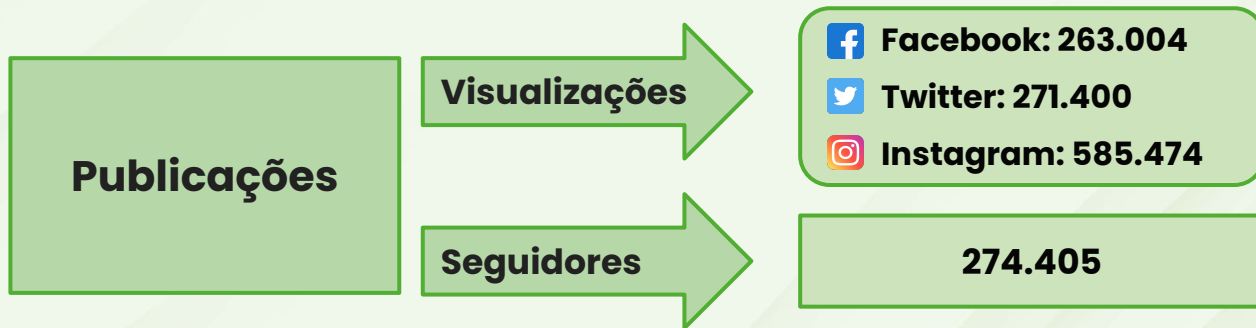 Publicações
Visualizações
Facebook: 263.004
Twitter: 271.400
Instagram: 585.474
Seguidores
274.405